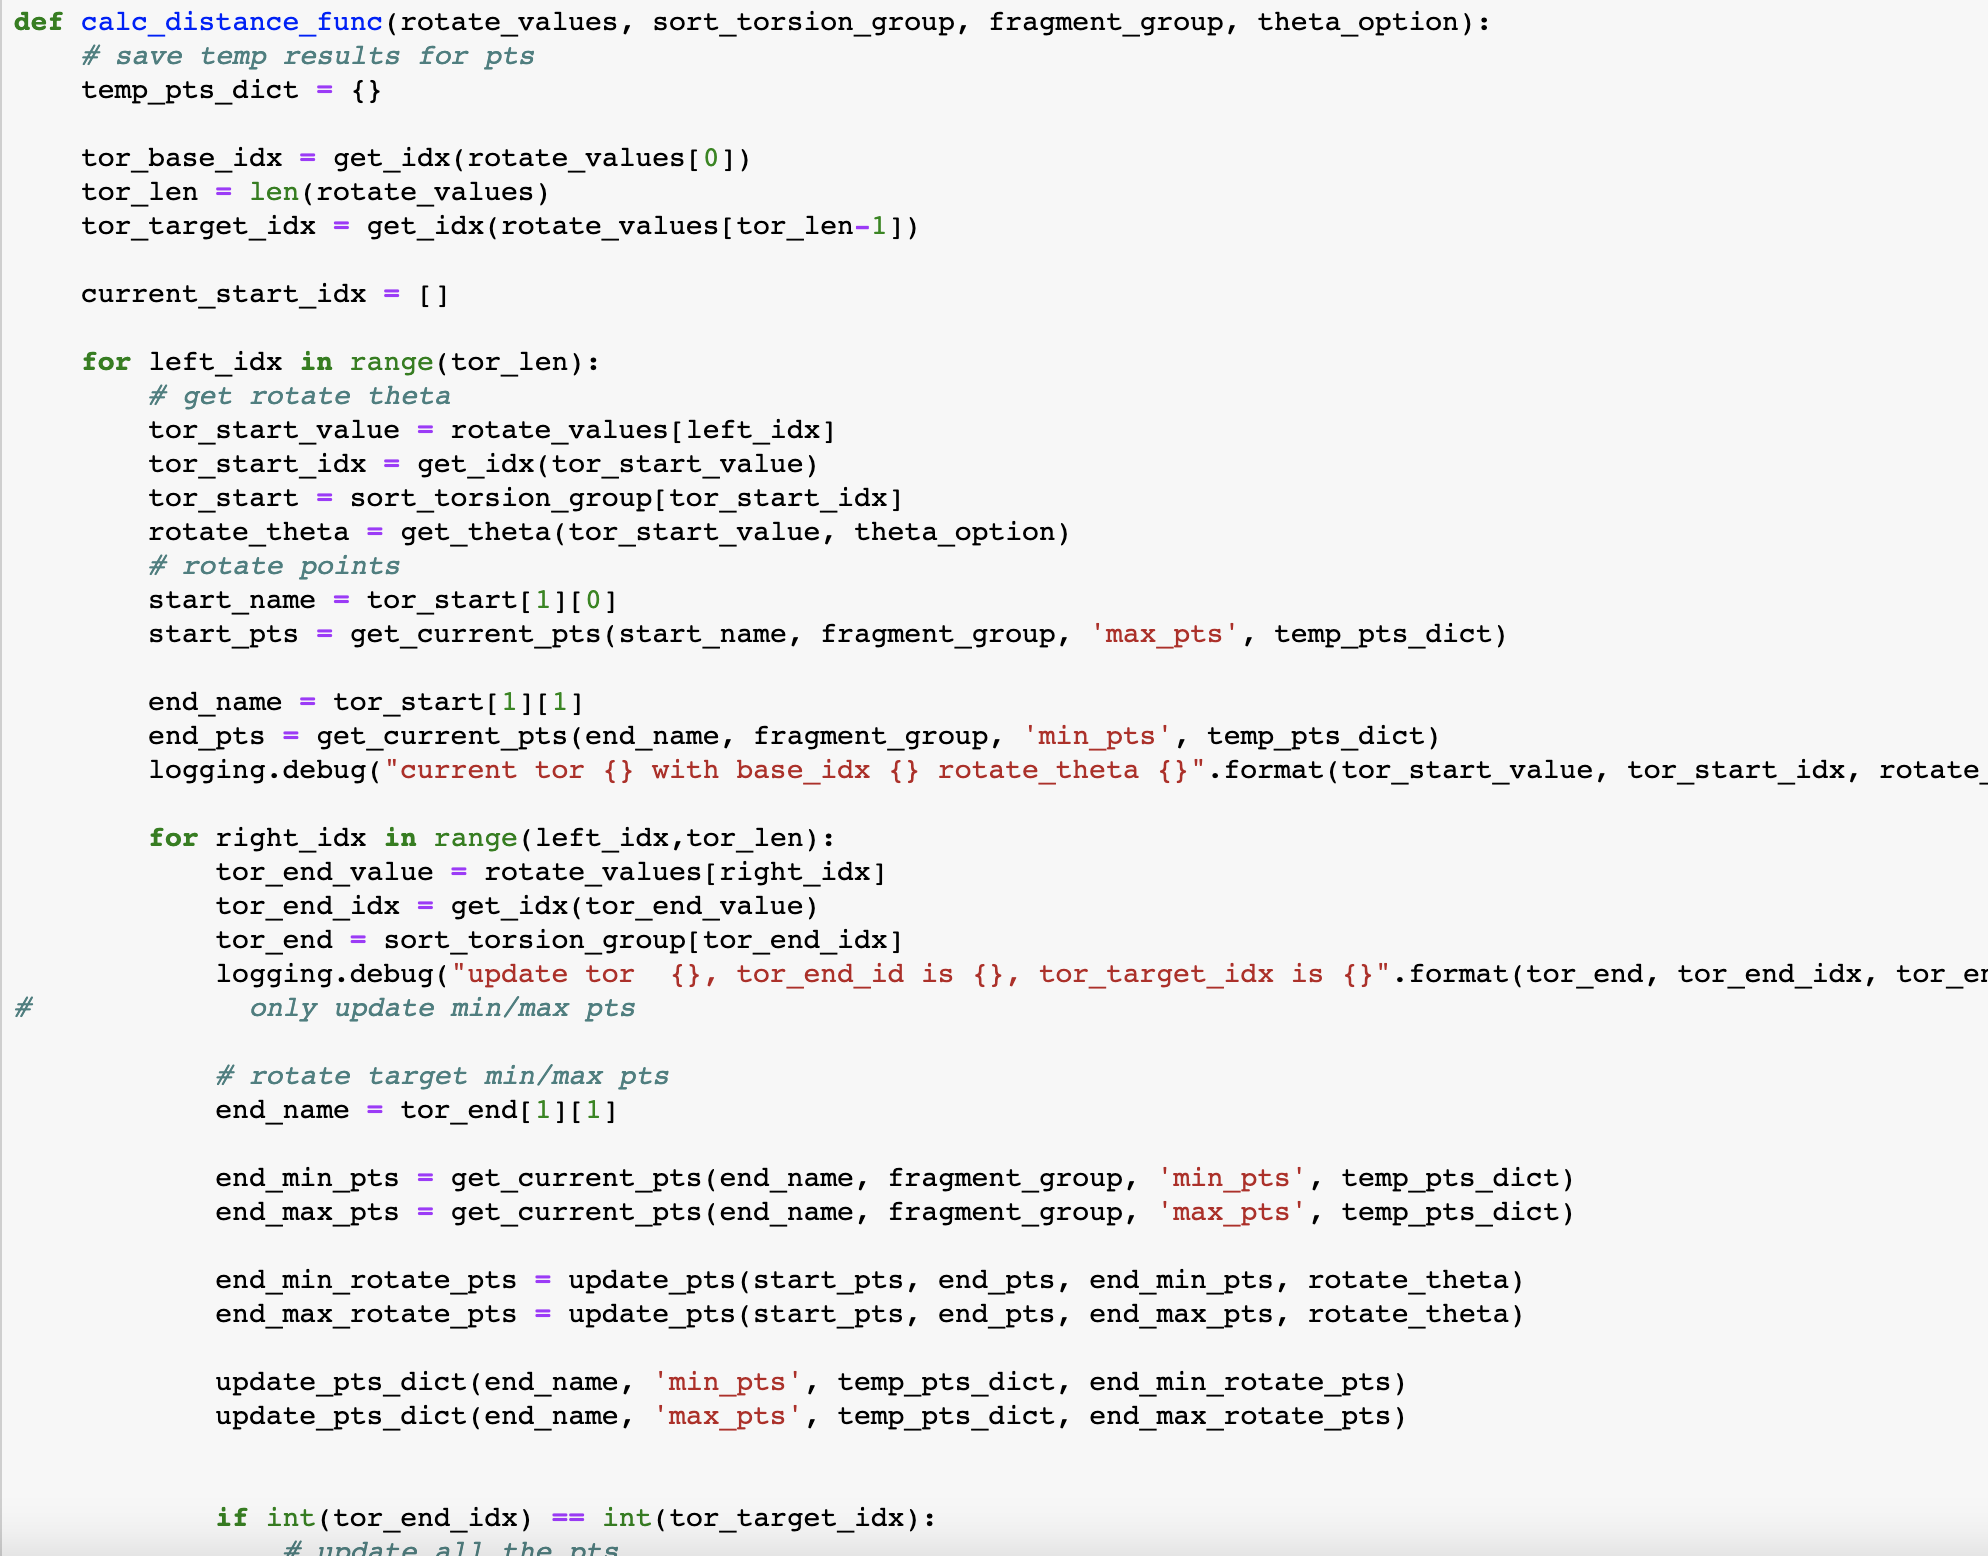 def calc_distance_func(rotate_values, sort_torsion_group, fragment_group, theta_option):
    # save temp results for pts
    temp_pts_dict = {}
    tor_base_idx = get_idx(rotate_values[0])
    tor_len = len(rotate_values)
    tor_target_idx = get_idx(rotate_values[tor_len-1])
    current_start_idx = []
    for left_idx in range(tor_len):
        # get rotate theta
        tor_start_value = rotate_values[left_idx]
        tor_start_idx = get_idx(tor_start_value)
        tor_start = sort_torsion_group[tor_start_idx]
        rotate_theta = get_theta(tor_start_value, theta_option)
        # rotate points
        start_name = tor_start[1][0]
        start_pts = get_current_pts(start_name, fragment_group, 'max_pts', temp_pts_dict)
        end_name = tor_start[1][1]
        end_pts = get_current_pts(end_name, fragment_group, 'min_pts', temp_pts_dict)
        logging.debug("current tor {} with base_idx {} rotate_theta {}".format(tor_start_value, tor_start_idx, rotate_
        for right_idx in range(left_idx,tor_len):
            tor_end_value = rotate_values[right_idx]
            tor_end_idx = get_idx(tor_end_value)
            tor_end = sort_torsion_group[tor_end_idx]
            logging.debug("update tor  {}, tor_end_id is {}, tor_target_idx is {}".format(tor_end, tor_end_idx, tor_en
#             only update min/max pts
            # rotate target min/max pts
            end_name = tor_end[1][1]
            end_min_pts = get_current_pts(end_name, fragment_group, 'min_pts', temp_pts_dict)
            end_max_pts = get_current_pts(end_name, fragment_group, 'max_pts', temp_pts_dict)
            end_min_rotate_pts = update_pts(start_pts, end_pts, end_min_pts, rotate_theta)
            end_max_rotate_pts = update_pts(start_pts, end_pts, end_max_pts, rotate_theta)
            update_pts_dict(end_name, 'min_pts', temp_pts_dict, end_min_rotate_pts)
            update_pts_dict(end_name, 'max_pts', temp_pts_dict, end_max_rotate_pts)
            if int(tor_end_idx) == int(tor_target_idx):
                # update all the pts